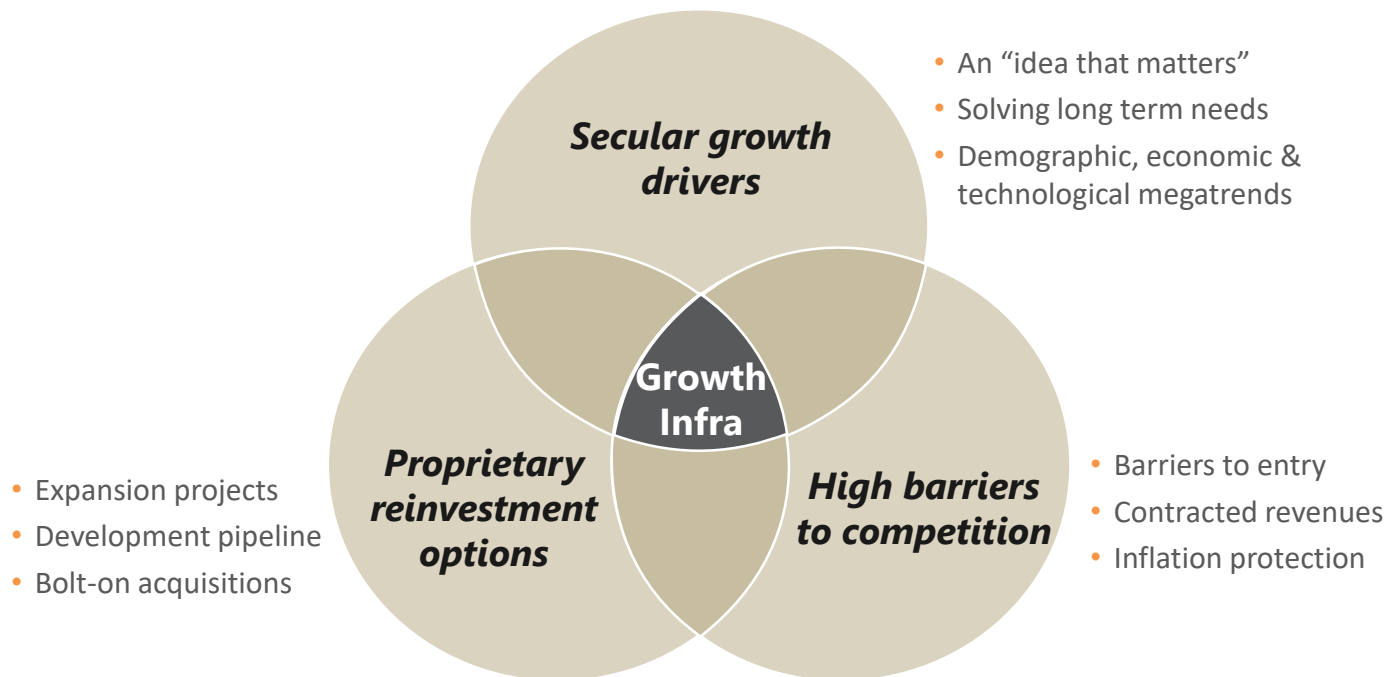 Secular growth
drivers
• An “idea that matters”
• Solving long term needs
• Demographic, economic &
technological megatrends
Growth
Infra
Proprietary
reinvestment
options
• Expansion projects
• Development pipeline
• Bolt-on acquisitions
High barriers
to competition
• Barriers to entry
• Contracted revenues
• Inflation protection